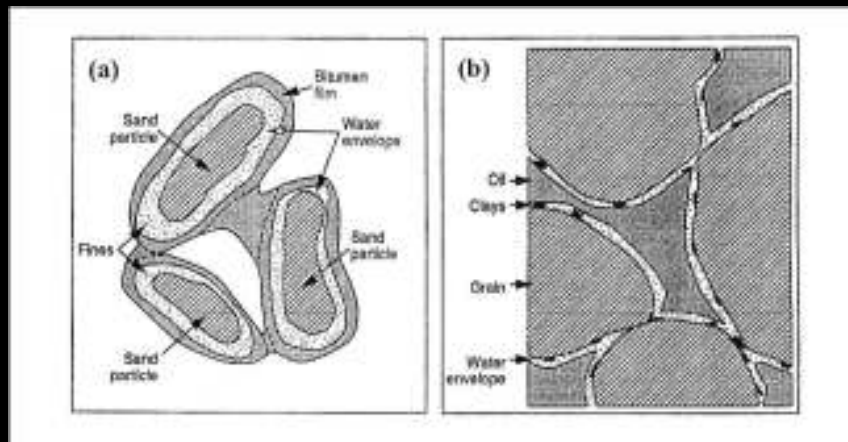 (a)
Bitumen
film
Sand
particle
Water
envelope
Fines
Sand
particle
Sand
particle
(b)
Oil
Clays
Grain
Water
envelope